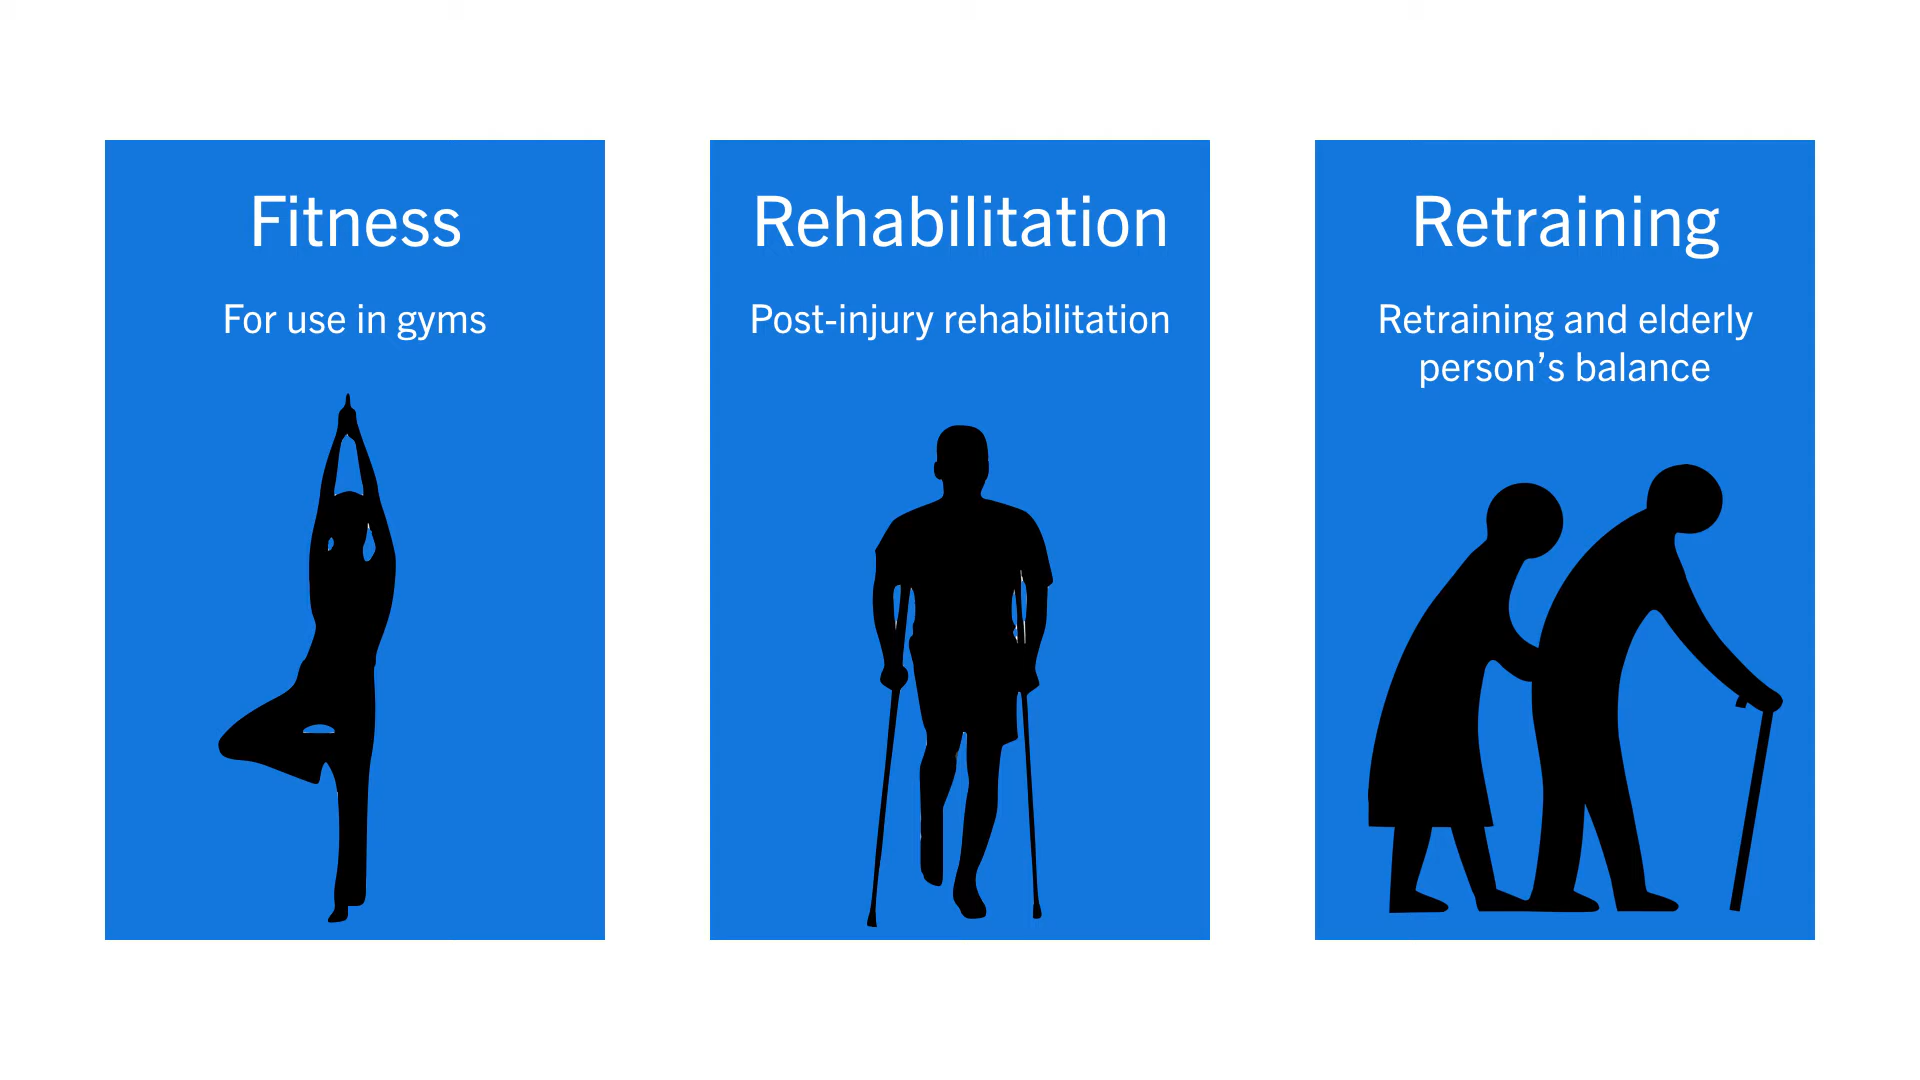 Fitness
For use in gyms
Rehabilitation
Post-injury rehabilitation
Retraining
Retraining and elderly
person’s balance